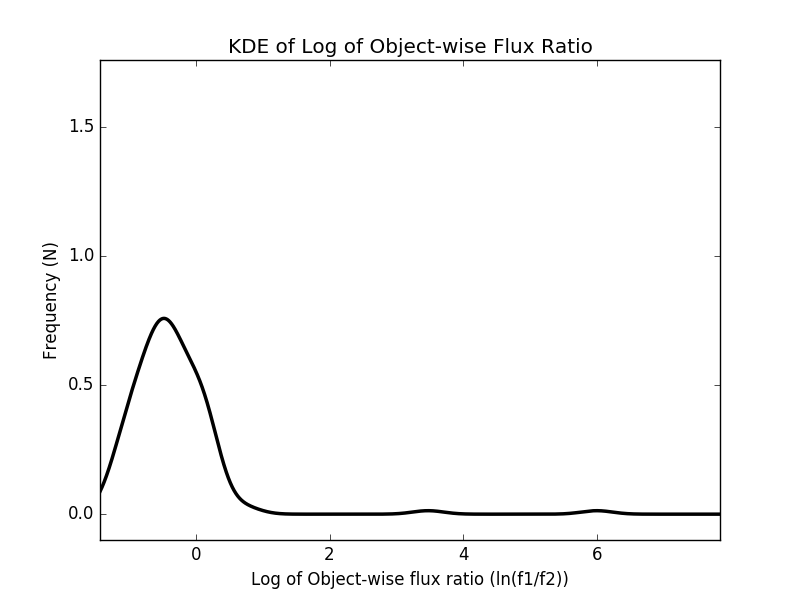 KDE of Log of Object-wise Flux Ratio
Frequency (N)
1.5
1.0
0.5
0.0
0 2 4 6
Log of Object-wise flux ratio (ln(f1/f2))